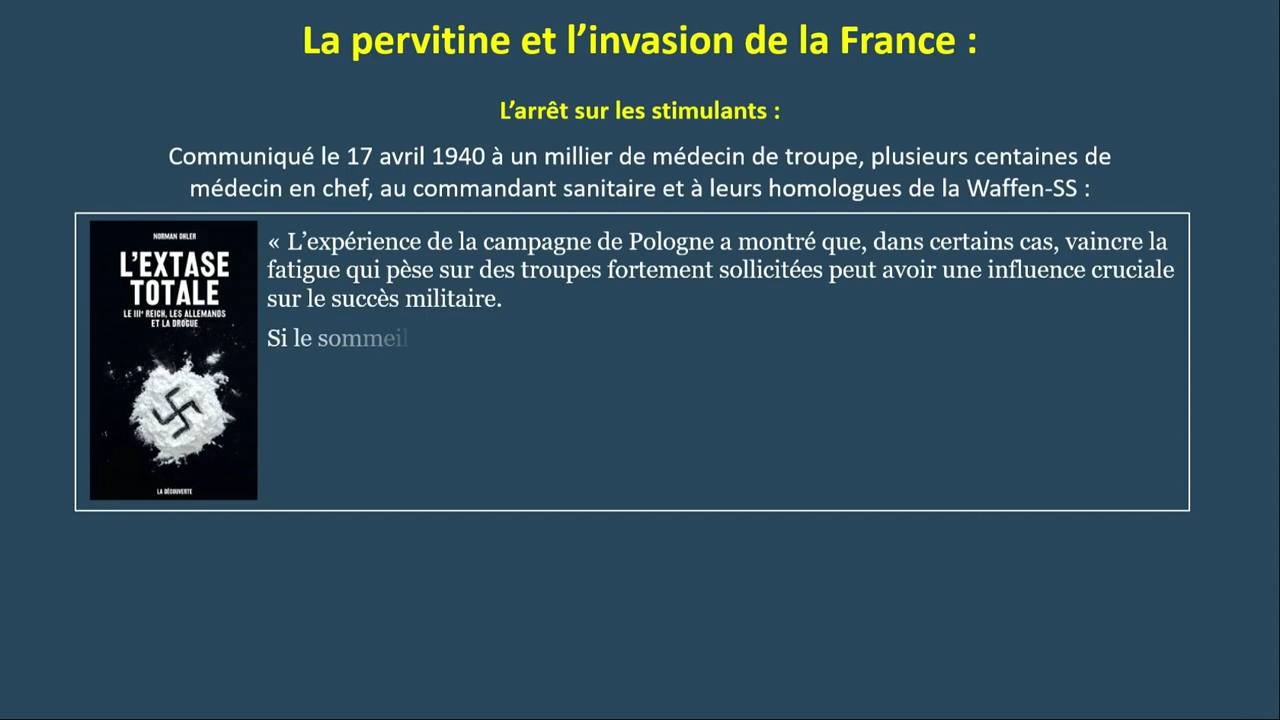 La pervitine et l’invasion de la France :
L’arrêt sur les stimulants :
Communiqué le 17 avril 1940 à un millier de médecin de troupe, plusieurs centaines de
médecin en chef, au commandant sanitaire et à leurs homologues de la Waffen-SS :
NORMAN OHLER
L’EXTASE
TOTALE
LE IIIᵉ REICH, LES ALLEMANDS
ET LA DROGUE
LA DÉCOUVERTE
« L’expérience de la campagne de Pologne a montré que, dans certains cas, vaincre la
fatigue qui pèse sur des troupes fortement sollicitées peut avoir une influence cruciale
sur le succès militaire.
Si le sommeil